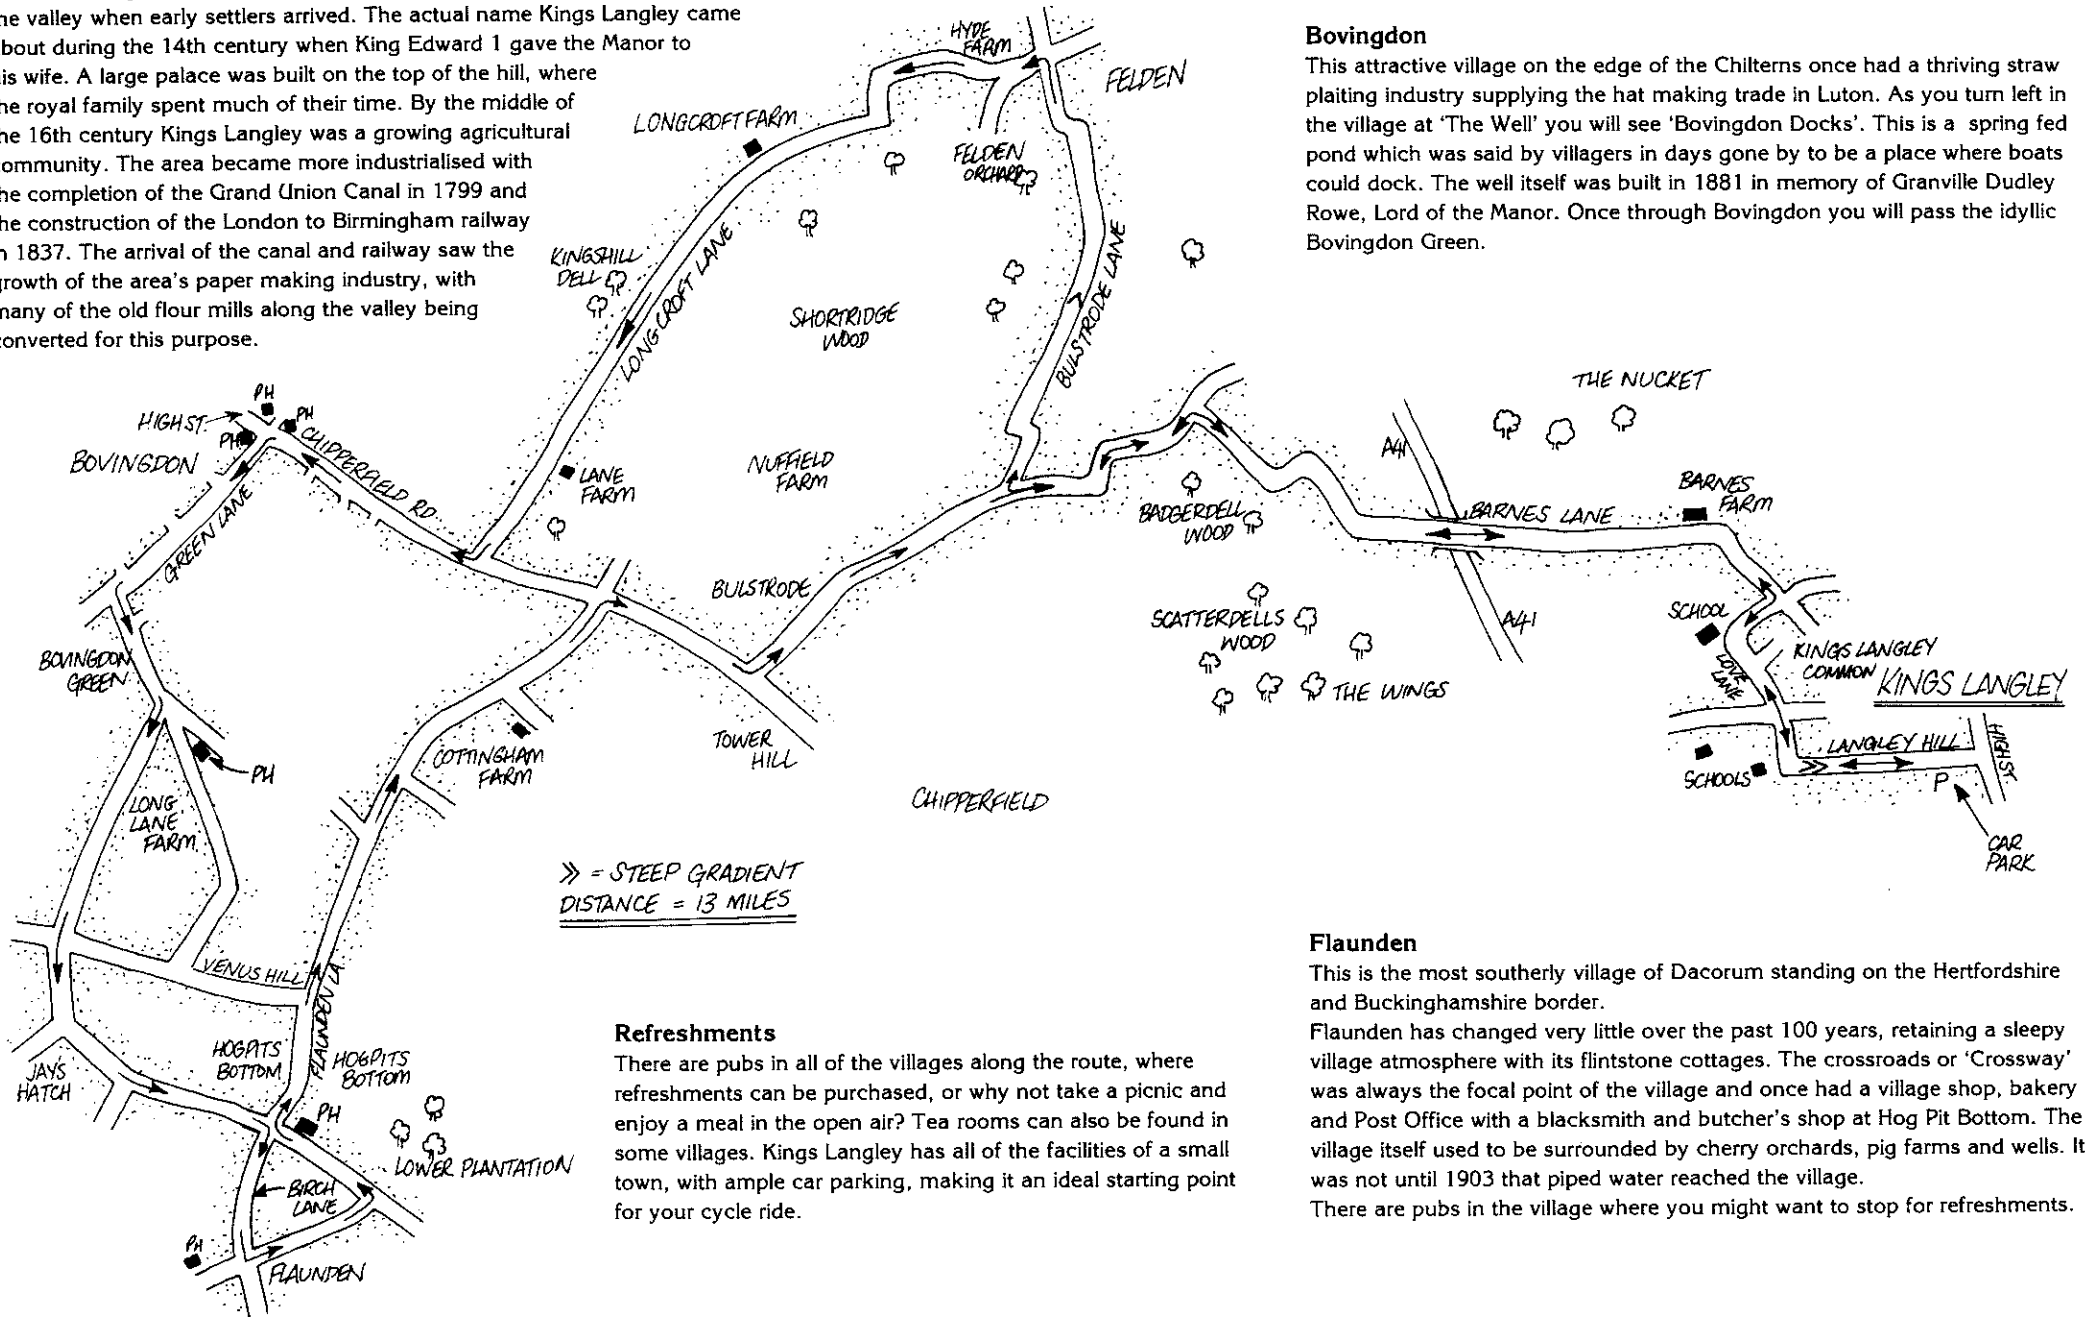 he valley when early settlers arrived. The actual name Kings Langley came
bout during the 14th century when King Edward 1 gave the Manor to
is wife. A large palace was built on the top of the hill, where
he royal family spent much of their time. By the middle of
he 16th century Kings Langley was a growing agricultural
ommunity. The area became more industrialised with
he completion of the Grand Union Canal in 1799 and
he construction of the London to Birmingham railway
n 1837. The arrival of the canal and railway saw the
rowth of the area's paper making industry, with
many of the old flour mills along the valley being
converted for this purpose.
Bovingdon
This attractive village on the edge of the Chilterns once had a thriving straw
plaiting industry supplying the hat making trade in Luton. As you turn left in
the village at 'The Well' you will see 'Bovingdon Docks'. This is a spring fed
pond which was said by villagers in days gone by to be a place where boats
could dock. The well itself was built in 1881 in memory of Granville Dudley
Rowe, Lord of the Manor. Once through Bovingdon you will pass the idyllic
Bovingdon Green.
HYDE
FARM
FELDEN
LONGCROFT FARM
FELDEN
ORCHARD
KINGSHILL
DELL
LONGCROFT LANE
BULSTRODE LANE
SHORTRIDGE
WOOD
THE NUCKET
PH
HIGH ST.
PH
PH
CHIPPERFIELD RD
BOVINGDON
GREEN LANE
LANE
FARM
NUFFIELD
FARM
A41
BADGERDELL
WOOD
BARNES LANE
BARNES
FARM
BULSTRODE
SCATTERDELLS
WOOD
A41
SCHOOL
LOVE
LANE
KINGS LANGLEY
COMMON
KINGS LANGLEY
THE WINGS
BOVINGDON
GREEN
PH
TOWER
HILL
COTTINGHAM
FARM
LANGLEY HILL
HIGH ST
SCHOOLS
P
CAR
PARK
CHIPPERFIELD
LONG
LANE
FARM
>> = STEEP GRADIENT
DISTANCE = 13 MILES
VENUS HILL
FLAUNDEN LA
HOGPITS
BOTTOM
HOGPITS
BOTTOM
JAY'S
HATCH
PH
LOWER PLANTATION
BIRCH
LANE
PH
FLAUNDEN
Refreshments
There are pubs in all of the villages along the route, where
refreshments can be purchased, or why not take a picnic and
enjoy a meal in the open air? Tea rooms can also be found in
some villages. Kings Langley has all of the facilities of a small
town, with ample car parking, making it an ideal starting point
for your cycle ride.
Flaunden
This is the most southerly village of Dacorum standing on the Hertfordshire
and Buckinghamshire border.
Flaunden has changed very little over the past 100 years, retaining a sleepy
village atmosphere with its flintstone cottages. The crossroads or 'Crossway'
was always the focal point of the village and once had a village shop, bakery
and Post Office with a blacksmith and butcher's shop at Hog Pit Bottom. The
village itself used to be surrounded by cherry orchards, pig farms and wells. It
was not until 1903 that piped water reached the village.
There are pubs in the village where you might want to stop for refreshments.